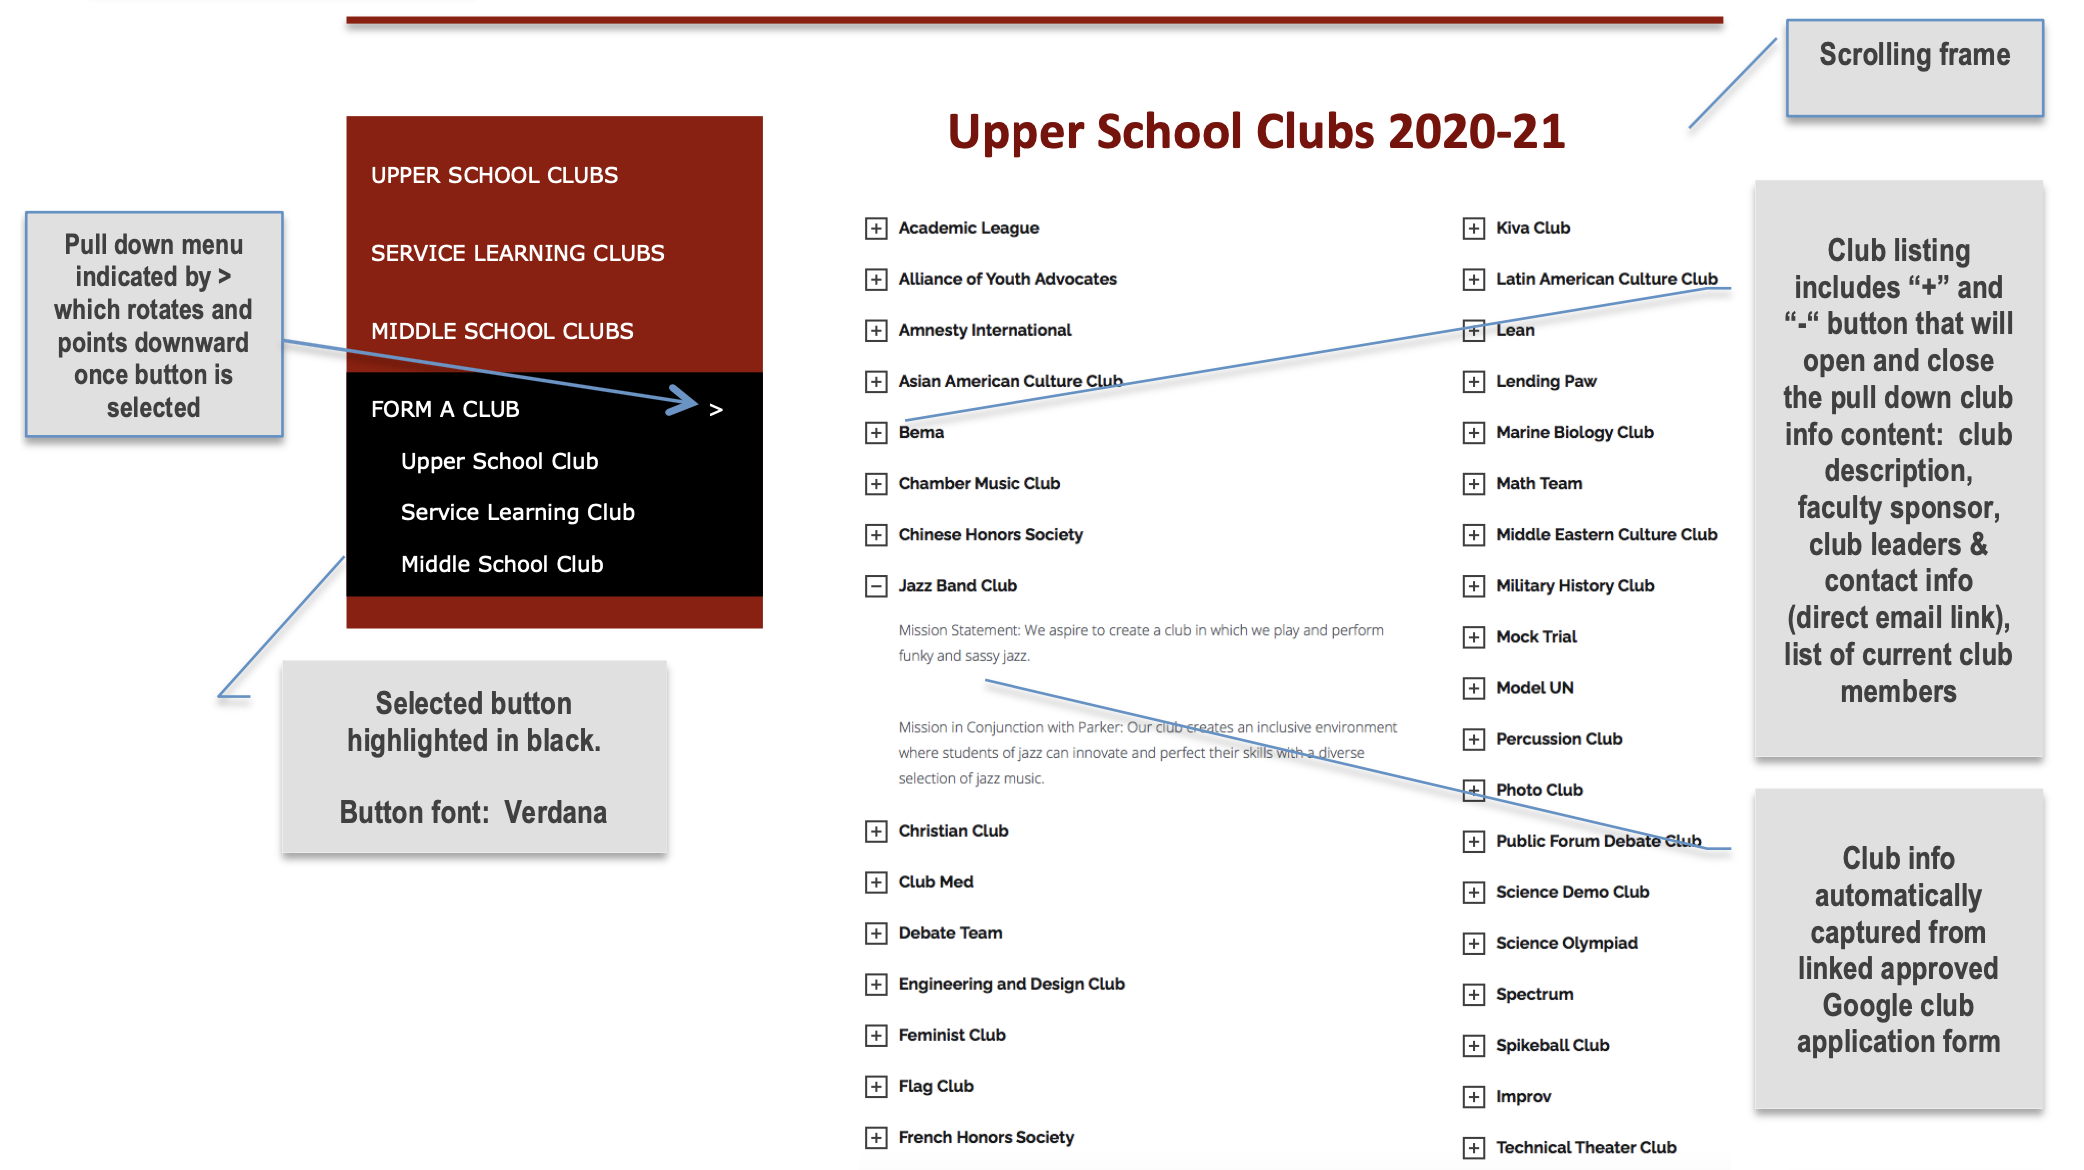 Scrolling frame
Upper School Clubs 2020-21
UPPER SCHOOL CLUBS
SERVICE LEARNING CLUBS
MIDDLE SCHOOL CLUBS
FORM A CLUB >
Upper School Club
Service Learning Club
Middle School Club
Pull down menu
indicated by >
which rotates and
points downward
once button is
selected
Selected button
highlighted in black.
Button font: Verdana
Academic League
Alliance of Youth Advocates
Amnesty International
Asian American Culture Club
Bema
Chamber Music Club
Chinese Honors Society
Jazz Band Club
Mission Statement: We aspire to create a club in which we play and perform
funky and sassy jazz.
Mission in Conjunction with Parker: Our club creates an inclusive environment
where students of jazz can innovate and perfect their skills with a diverse
selection of jazz music.
Christian Club
Club Med
Debate Team
Engineering and Design Club
Feminist Club
Flag Club
French Honors Society
Kiva Club
Latin American Culture Club
Lean
Lending Paw
Marine Biology Club
Math Team
Middle Eastern Culture Club
Military History Club
Mock Trial
Model UN
Percussion Club
Photo Club
Public Forum Debate Club
Science Demo Club
Science Olympiad
Spectrum
Spikeball Club
Improv
Technical Theater Club
Club listing
includes “+” and
“-“ button that will
open and close
the pull down club
info content: club
description,
faculty sponsor,
club leaders &
contact info
(direct email link),
list of current club
members
Club info
automatically
captured from
linked approved
Google club
application form